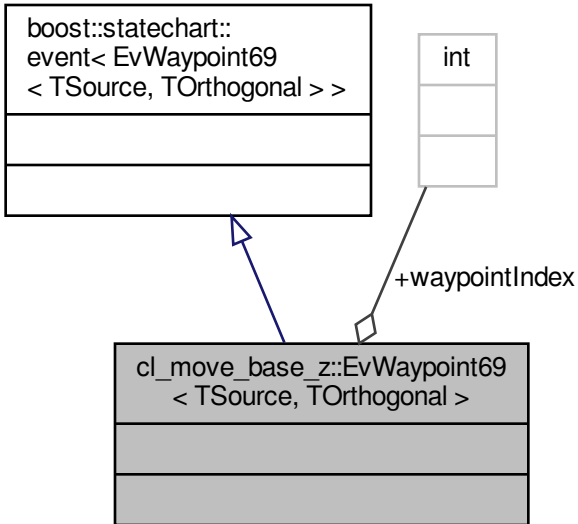 boost::statechart::
event< EvWaypoint69
< TSource, TOrthogonal > >
int
+waypointIndex
cl_move_base_z::EvWaypoint69
< TSource, TOrthogonal >